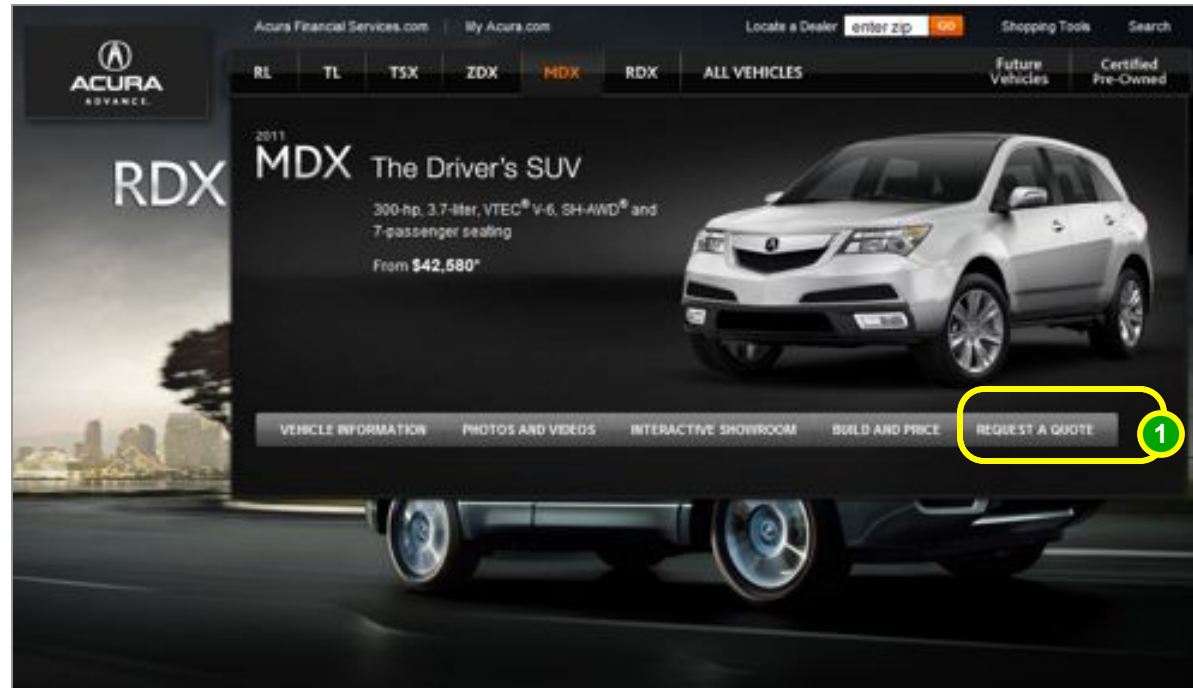 Acura Financial Services.com | My Acura.com Locate a Dealer enter zip GO Shopping Tools Search
ACURA
ADVANCE.
RL TL TSX ZDX MDX RDX ALL VEHICLES Future Vehicles Certified Pre-Owned
RDX
2011
MDX The Driver's SUV
300-hp, 3.7-liter, VTEC® V-6, SH-AWD® and
7-passenger seating
From $42,580*
VEHICLE INFORMATION PHOTOS AND VIDEOS INTERACTIVE SHOWROOM BUILD AND PRICE REQUEST A QUOTE
1